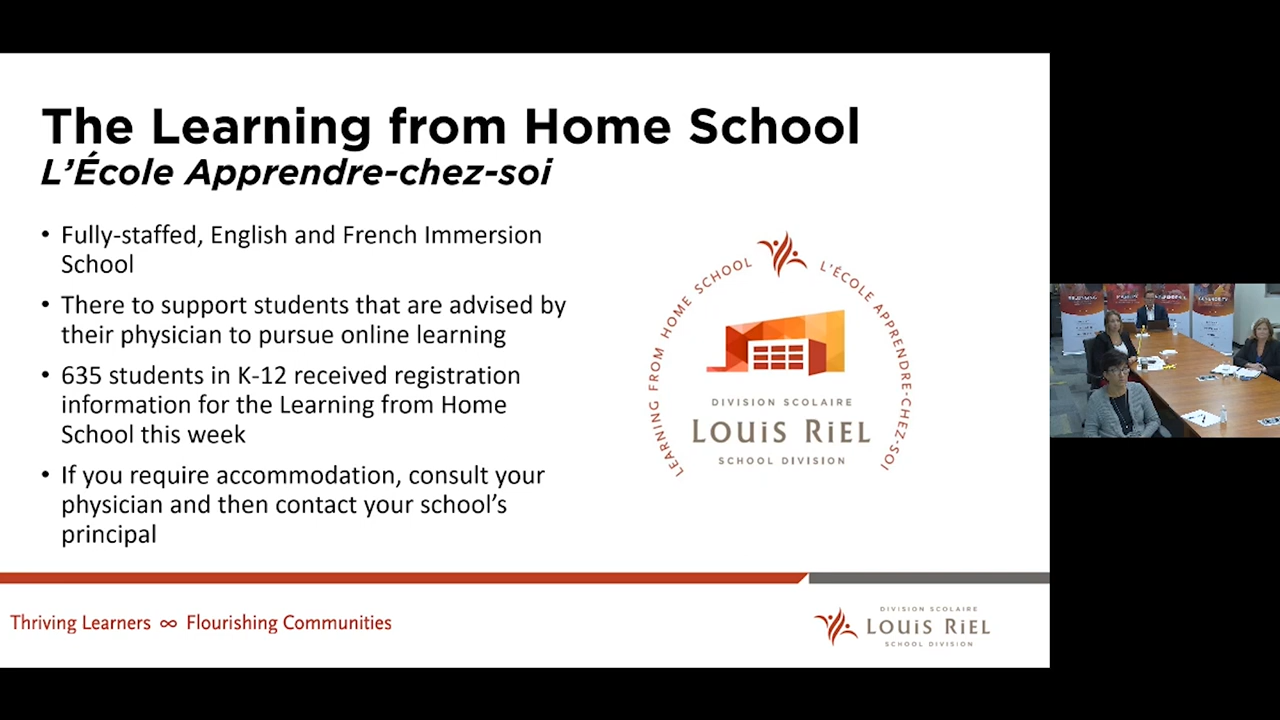 The Learning from Home School
L'École Apprendre-chez-soi
• Fully-staffed, English and French Immersion
School
• There to support students that are advised by
their physician to pursue online learning
• 635 students in K-12 received registration
information for the Learning from Home
School this week
• If you require accommodation, consult your
physician and then contact your school's
principal
LEARNING FROM HOME SCHOOL
L'ÉCOLE APPRENDRE-CHEZ-SOI
DIVISION SCOLAIRE
LOUiS RiEL
SCHOOL DIVISION
Thriving Learners ∞ Flourishing Communities
DIVISION SCOLAIRE
LOUiS RiEL
SCHOOL DIVISION